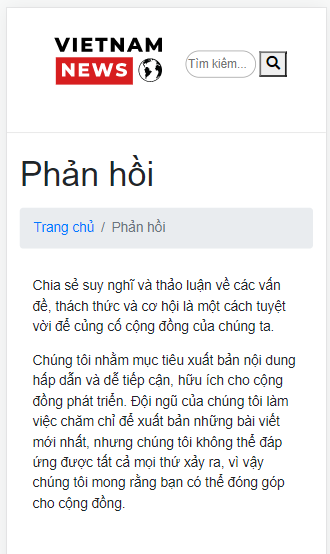 VIETNAM
NEWS
Tìm kiếm...
Phản hồi
Trang chủ / Phản hồi
Chia sẻ suy nghĩ và thảo luận về các vấn
đề, thách thức và cơ hội là một cách tuyệt
vời để củng cố cộng đồng của chúng ta.
Chúng tôi nhằm mục tiêu xuất bản nội dung
hấp dẫn và dễ tiếp cận, hữu ích cho cộng
đồng phát triển. Đội ngũ của chúng tôi làm
việc chăm chỉ để xuất bản những bài viết
mới nhất, nhưng chúng tôi không thể đáp
ứng được tất cả mọi thứ xảy ra, vì vậy
chúng tôi mong rằng bạn có thể đóng góp
cho cộng đồng.